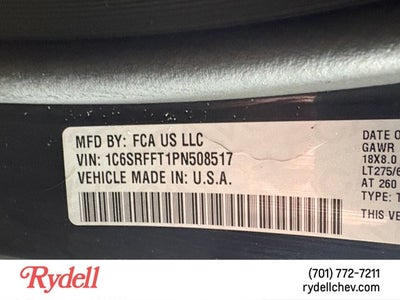 MFD BY: FCA US LLC
VIN: 1C6SRFFT1PN508517
VEHICLE MADE IN: U.S.A.
DATE O
GAWR
18X8.0
LT275/6
AT 260
TYPE: T
THIS VE
Rydell
(701) 772-7211
rydellchev.com